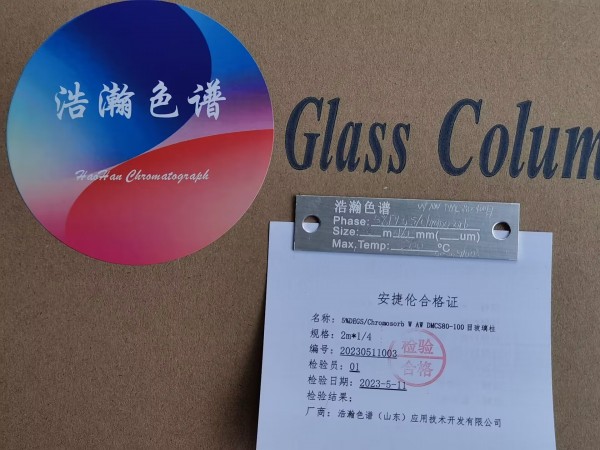 浩瀚色谱
HaoHan Chromatograph
Glass Colum
浩瀚色谱
Phase:
Size: m mm( um)
Max.Temp: °C
安捷伦合格证
名称: 5%DEGS/Chromosorb W AW DMCS80-100目玻璃柱
规格: 2m*1/4
编号: 20230511003
检验员: 01
检验日期: 2023-5-11
检验结果:
检验
合格
厂商: 浩瀚色谱(山东)应用技术开发有限公司